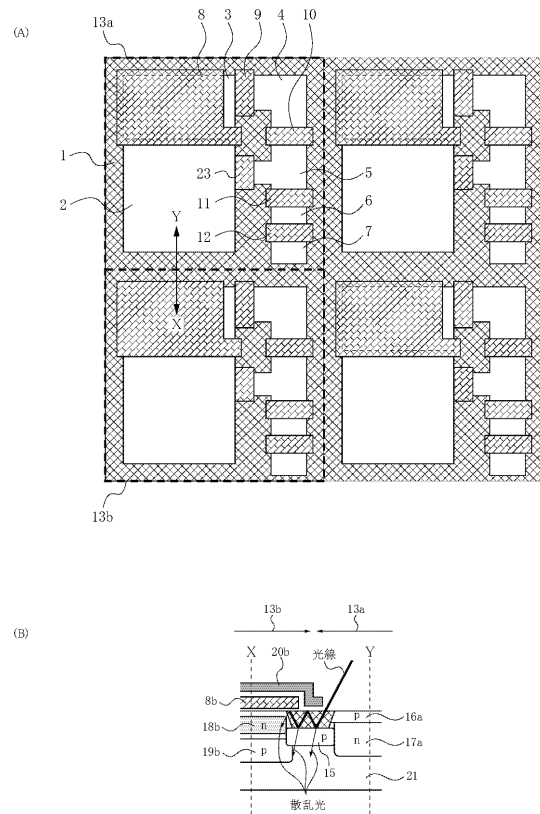 (A)
13a 8 3 9 4 10
1
2
23
5
6
11
7
12
Y
X
13b
(B)
13b 13a
X 20b 光線 Y
8b
p 16a
18b n
n 17a
19b p
p
15
21
散乱光